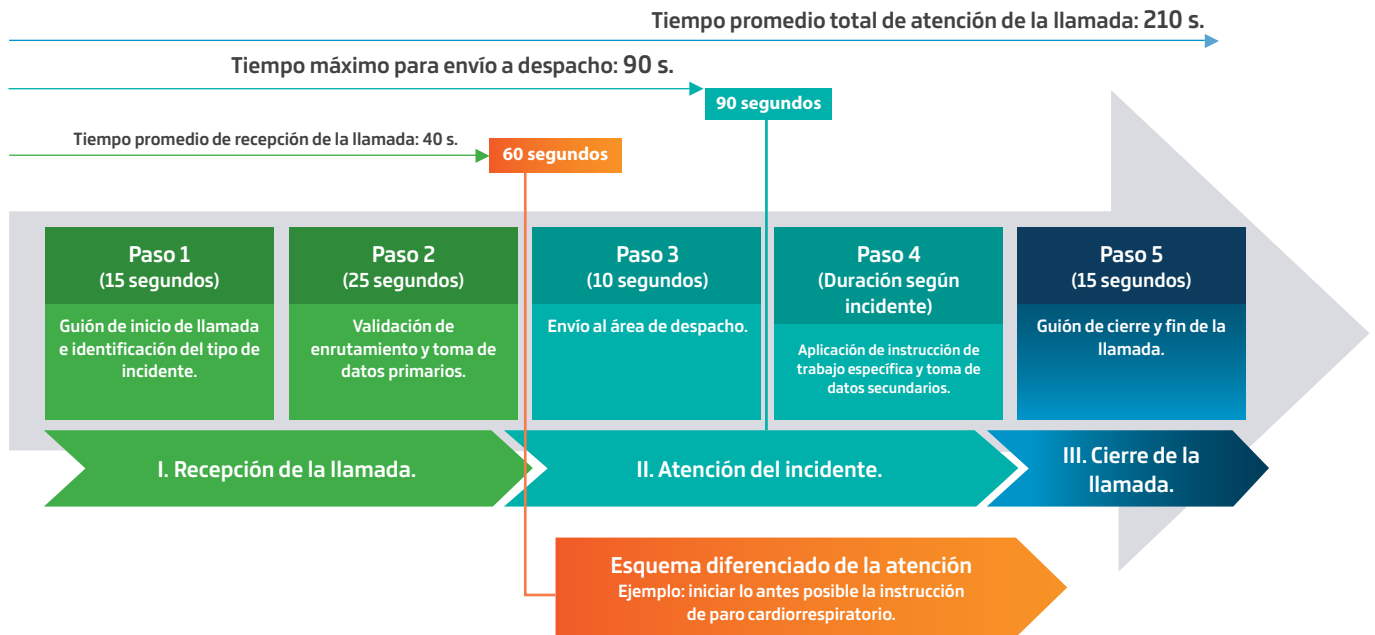 Tiempo promedio total de atención de la llamada: 210 s.
Tiempo máximo para envío a despacho: 90 s.
90 segundos
Tiempo promedio de recepción de la llamada: 40 s.
60 segundos
Paso 1
(15 segundos)
Guión de inicio de llamada
e identificación del tipo de
incidente.
Paso 2
(25 segundos)
Validación de
enrutamiento y toma de
datos primarios.
Paso 3
(10 segundos)
Envío al área de despacho.
Paso 4
(Duración según
incidente)
Aplicación de instrucción de
trabajo específica y toma de
datos secundarios.
Paso 5
(15 segundos)
Guión de cierre y fin de la
llamada.
I. Recepción de la llamada.
II. Atención del incidente.
III. Cierre de la
llamada.
Esquema diferenciado de la atención
Ejemplo: iniciar lo antes posible la instrucción
de paro cardiorrespiratorio.